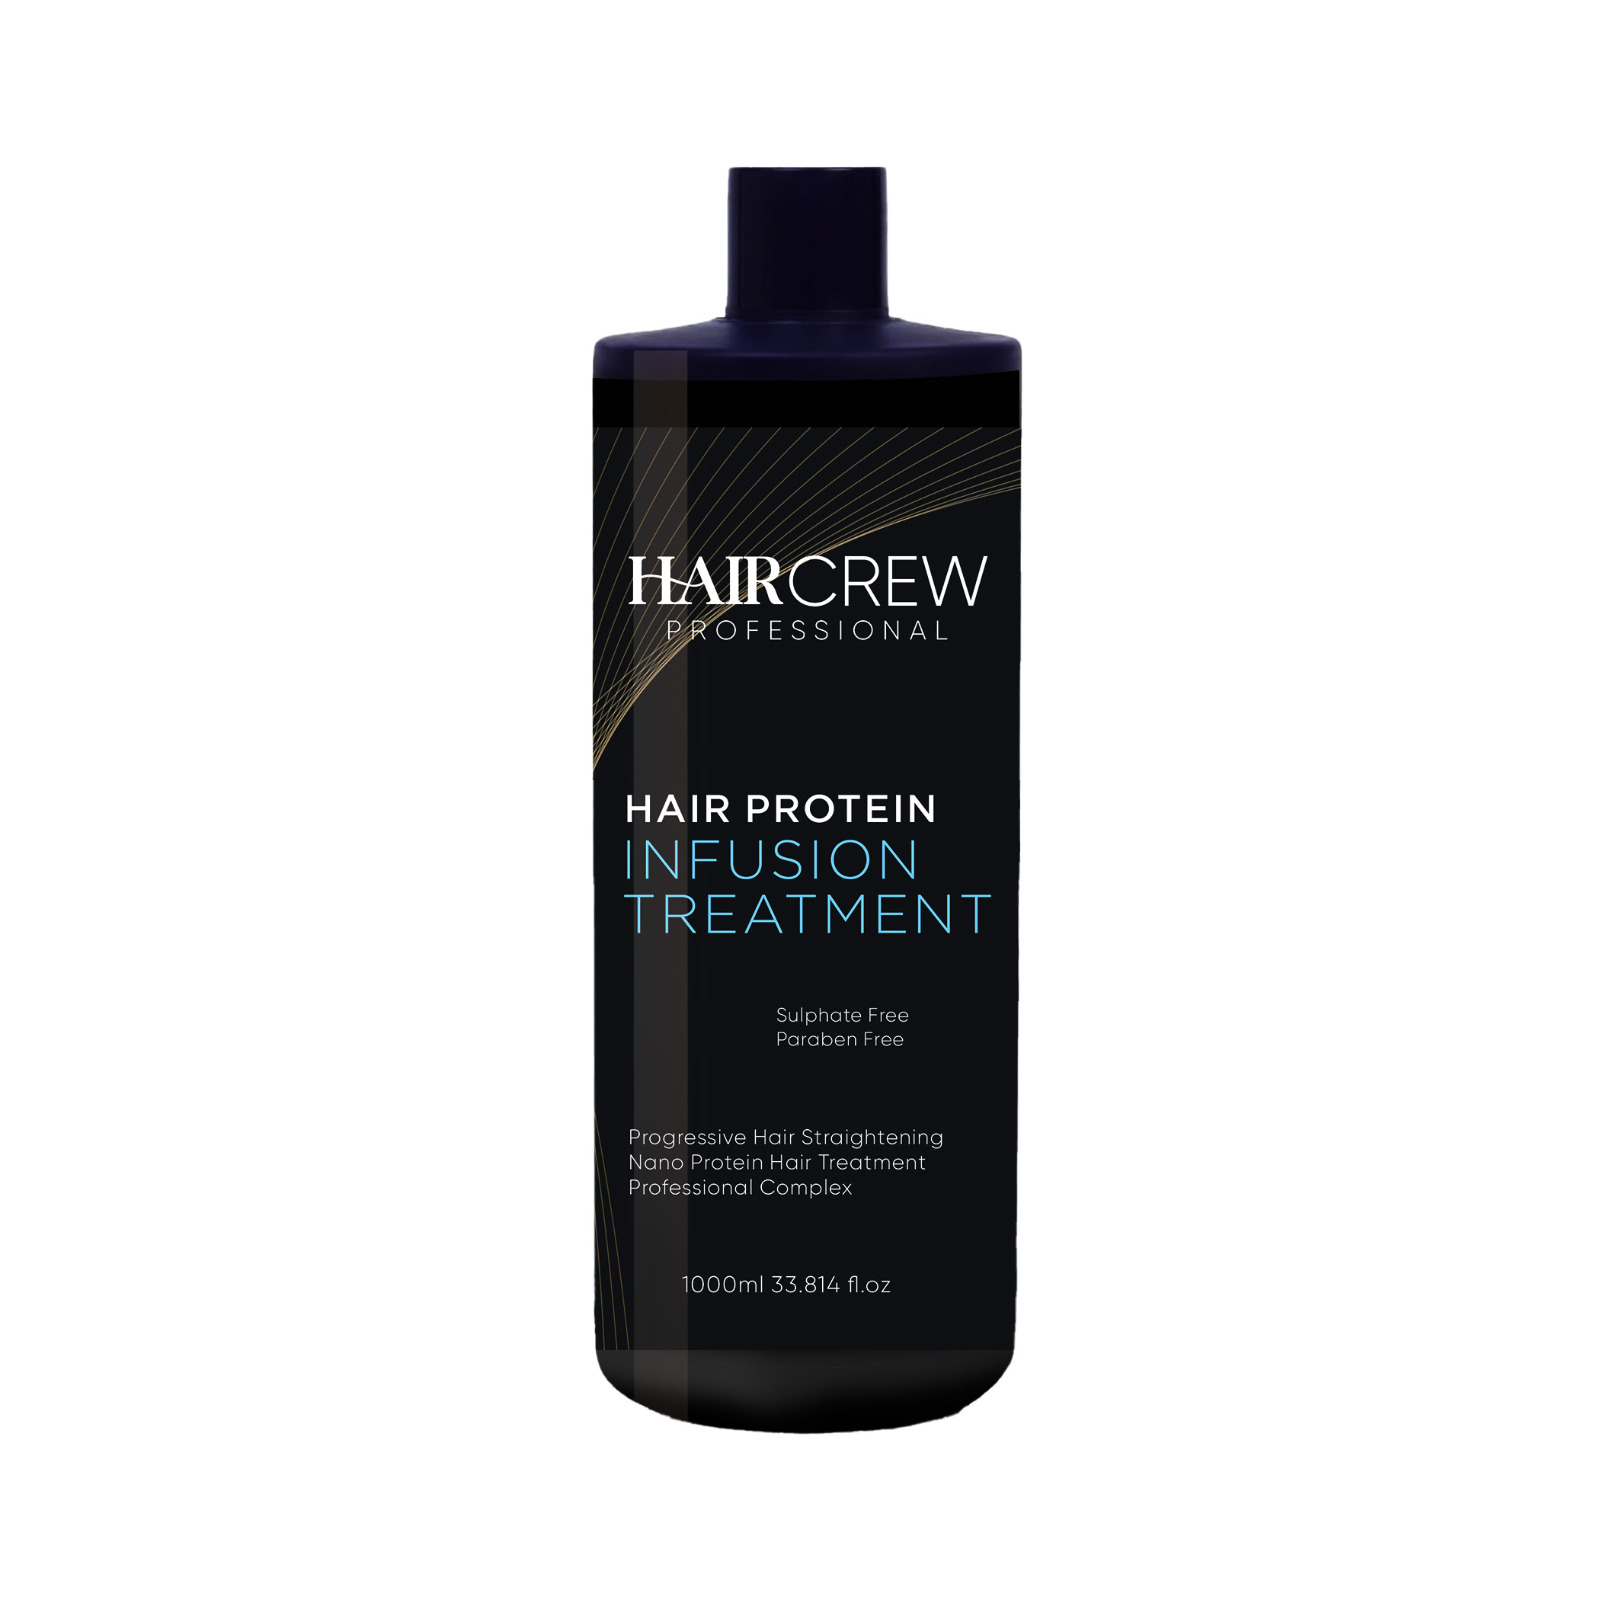 HAIRCREW
PROFESSIONAL
HAIR PROTEIN
INFUSION
TREATMENT
Sulphate Free
Paraben Free
Progressive Hair Straightening
Nano Protein Hair Treatment
Professional Complex
1000ml 33.814 fl.oz